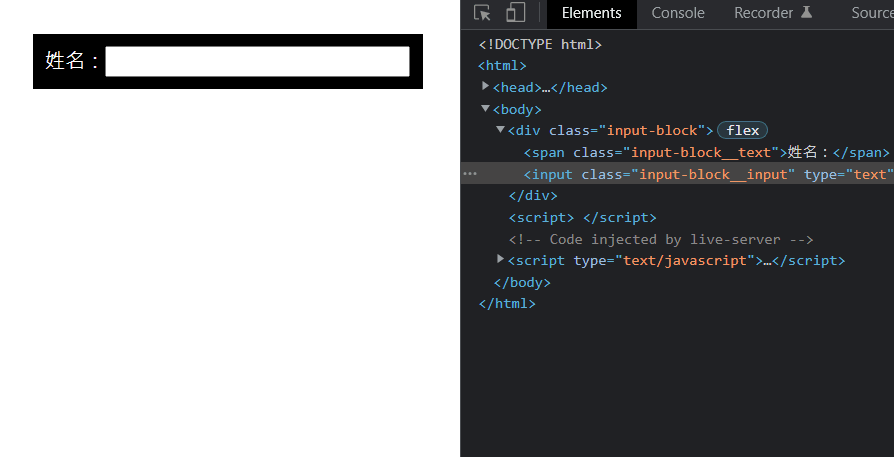 姓名：
Elements Console Recorder Source
<!DOCTYPE html>
<html>
<head>…</head>
<body>
<div class="input-block"> flex
<span class="input-block__text">姓名：</span>
<input class="input-block__input" type="text"
</div>
<script> </script>
<!-- Code injected by live-server -->
<script type="text/javascript">…</script>
</body>
</html>